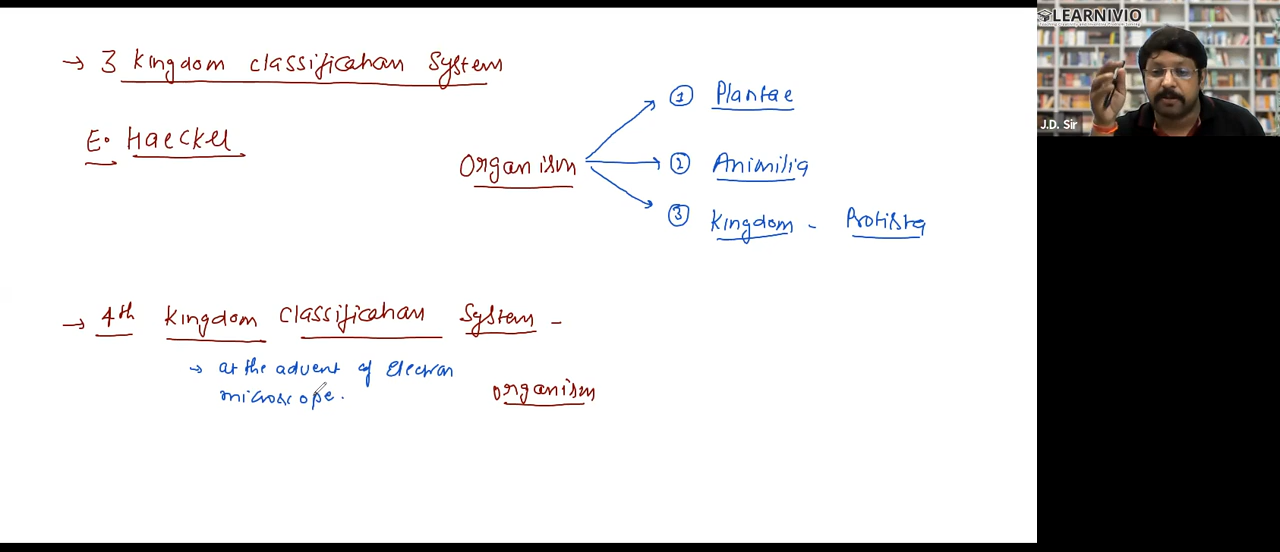 → 3 Kingdom classification System
E. Haeckel
Organism
① Plantae
② Animilia
③ Kingdom - Protista
→ 4th Kingdom Classification System -
→ at the advent of Electron
microscope.
organism
LEARNIVIO
J.D. Sir